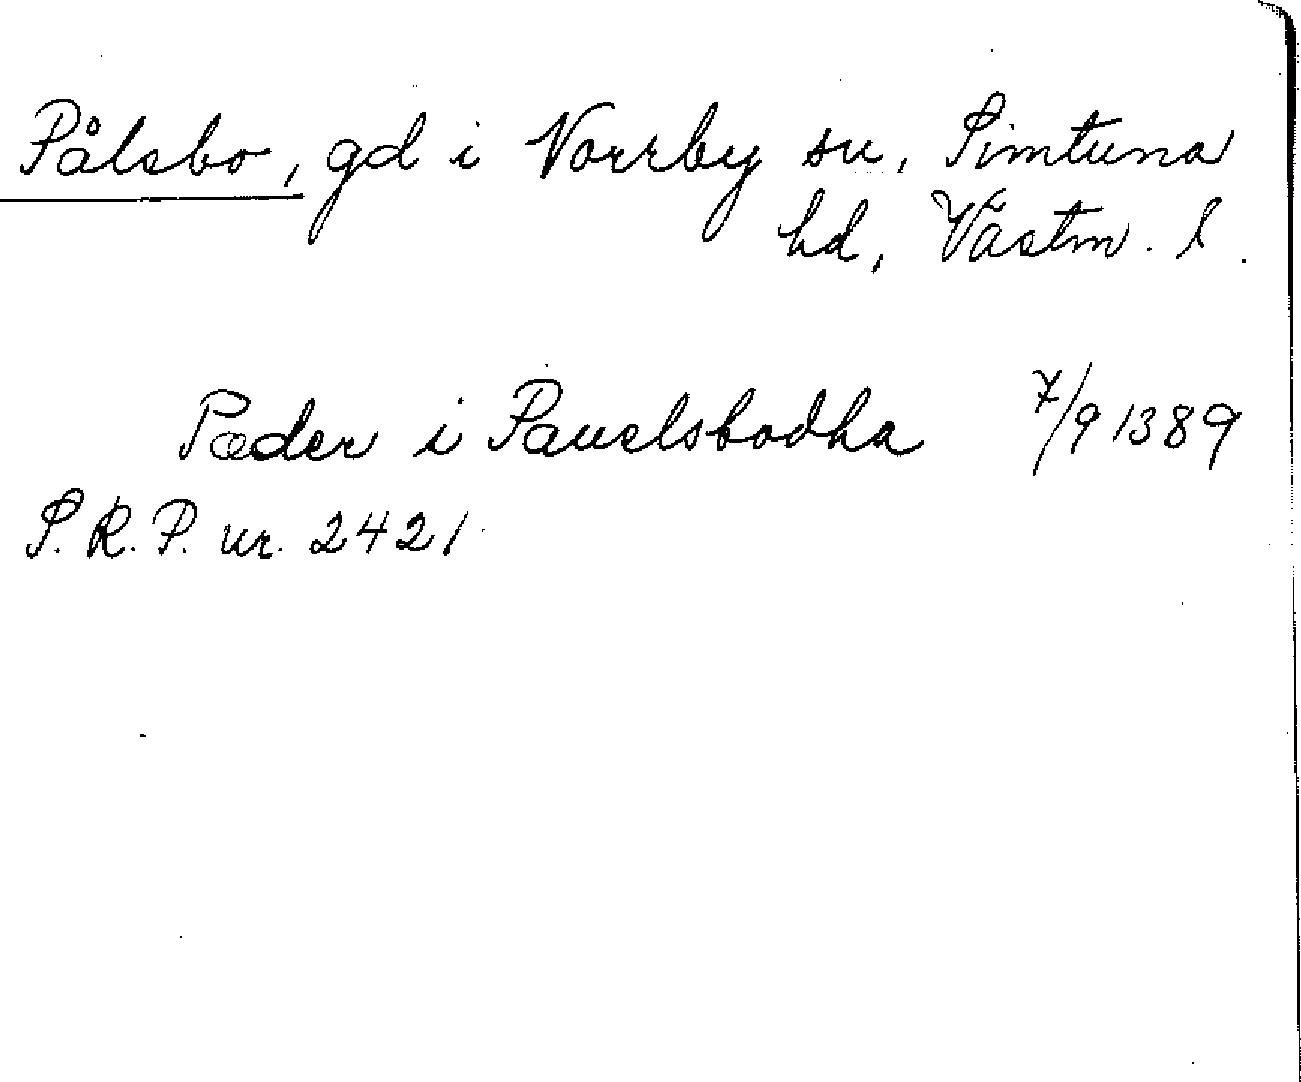 Pålsbo, gd i Norrby sn, Simtuna
hd, Västm. l.
Pæder i Pauelsbodha 7/9 1389
S.R.P. nr. 2421